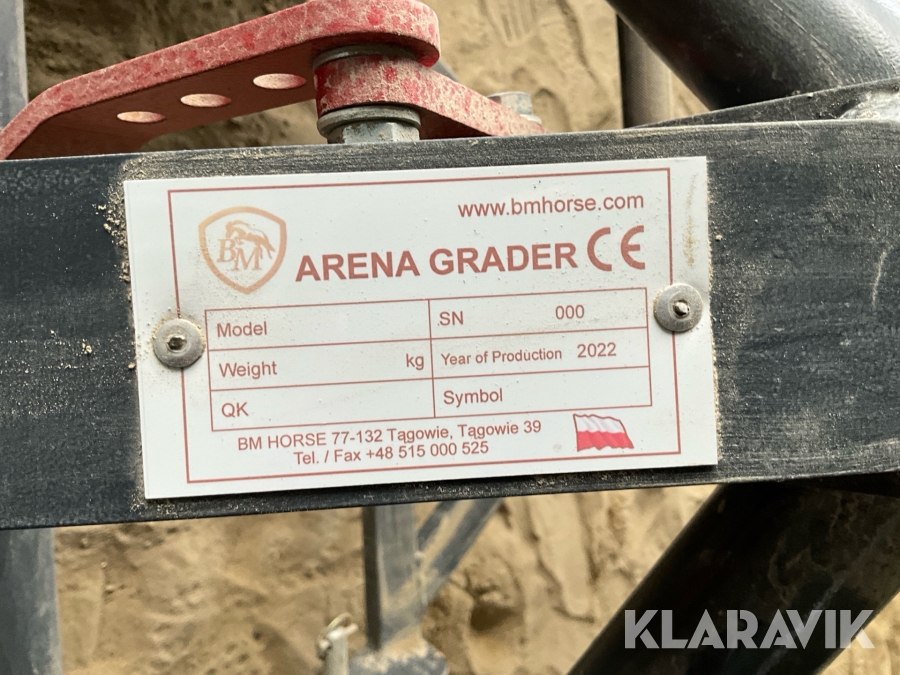 www.bmhorse.com
BM
ARENA GRADER CE
Model
SN 000
Weight kg
Year of Production 2022
QK
Symbol
BM HORSE 77-132 Tągowie, Tągowie 39
Tel. / Fax +48 515 000 525
KLARAVIK